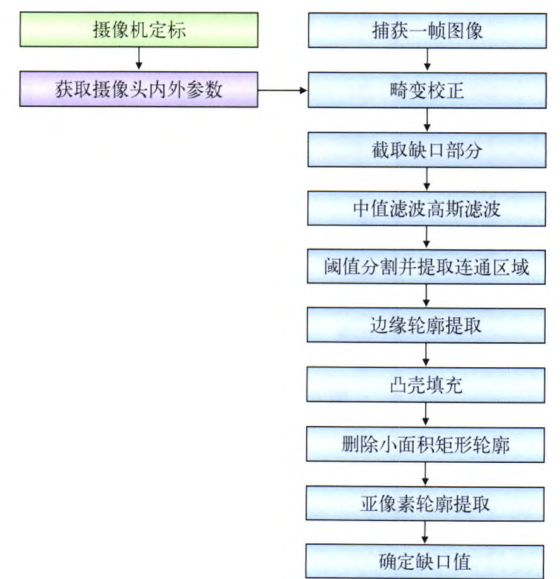 摄像机定标
捕获一帧图像
获取摄像头内外参数
畸变校正
截取缺口部分
中值滤波高斯滤波
阈值分割并提取连通区域
边缘轮廓提取
凸壳填充
删除小面积矩形轮廓
亚像素轮廓提取
确定缺口值